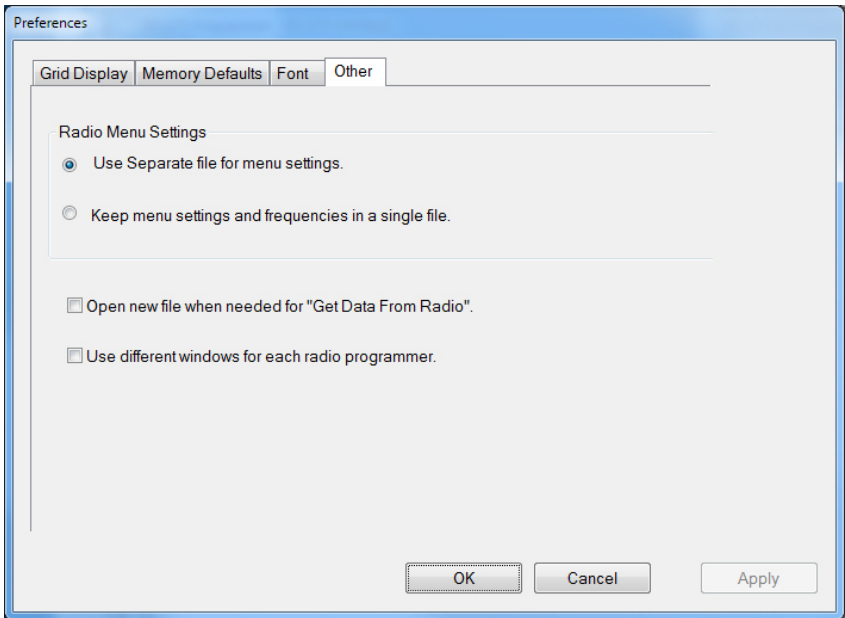 Preferences
Grid Display Memory Defaults Font Other
Radio Menu Settings
Use Separate file for menu settings.
Keep menu settings and frequencies in a single file.
Open new file when needed for "Get Data From Radio".
Use different windows for each radio programmer.
OK Cancel Apply